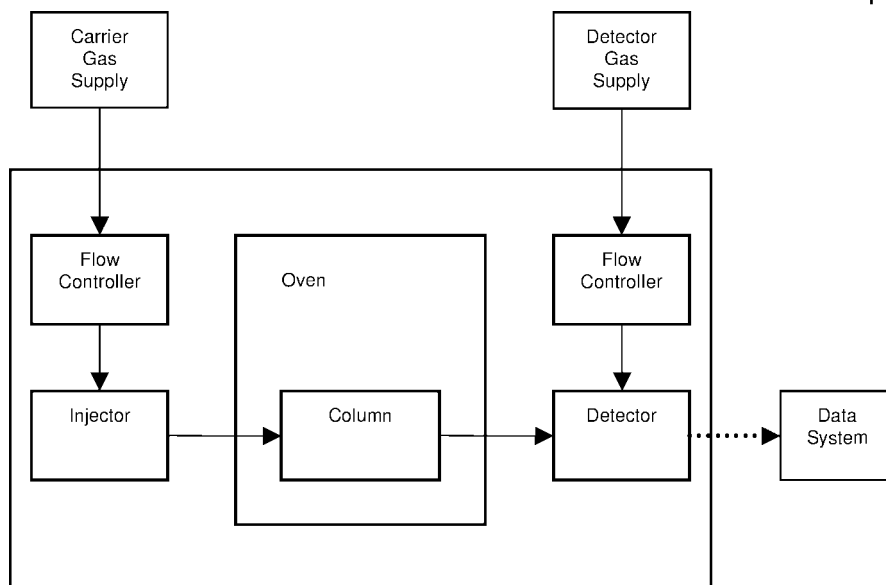 Carrier
Gas
Supply
Detector
Gas
Supply
Flow
Controller
Oven
Flow
Controller
Injector
Column
Detector
Data
System